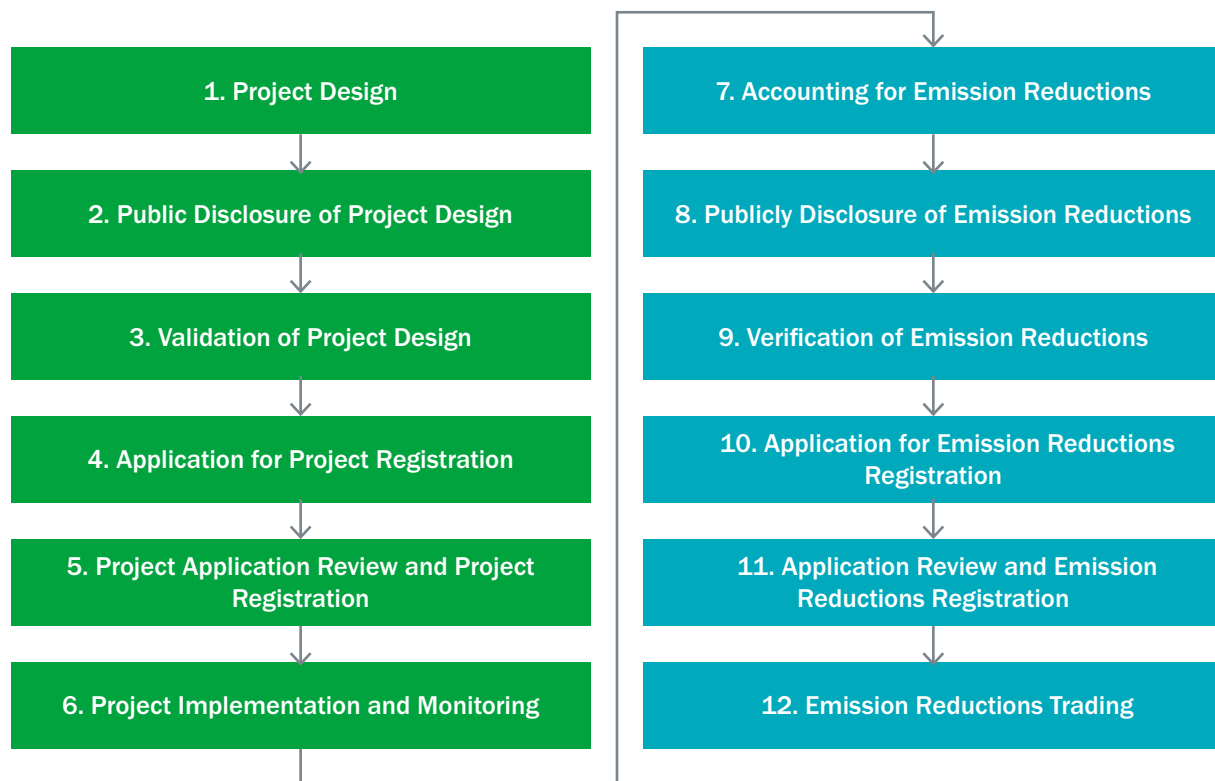 1. Project Design
2. Public Disclosure of Project Design
3. Validation of Project Design
4. Application for Project Registration
5. Project Application Review and Project
Registration
6. Project Implementation and Monitoring
7. Accounting for Emission Reductions
8. Publicly Disclosure of Emission Reductions
9. Verification of Emission Reductions
10. Application for Emission Reductions
Registration
11. Application Review and Emission
Reductions Registration
12. Emission Reductions Trading